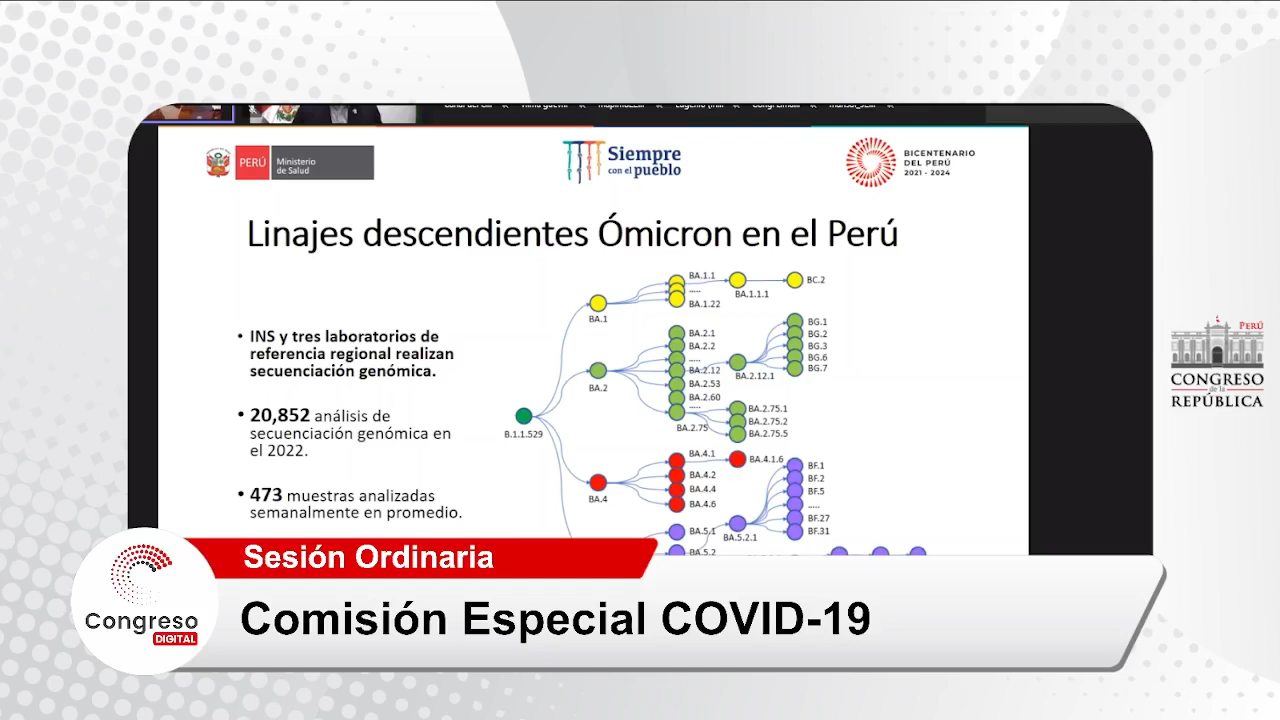 PERÚ
Ministerio
de Salud
Siempre
con el pueblo
BICENTENARIO
DEL PERÚ
2021 - 2024
Linajes descendientes Ómicron en el Perú
• INS y tres laboratorios de
referencia regional realizan
secuenciación genómica.
• 20,852 análisis de
secuenciación genómica en
el 2022.
• 473 muestras analizadas
semanalmente en promedio.
B.1.1.529
BA.1
BA.1.1
.....
BA.1.22
BA.1.1.1
BC.2
BA.2
BA.2.1
BA.2.2
.....
BA.2.12
BA.2.53
BA.2.60
.....
BA.2.75
BA.2.12.1
BG.1
BG.2
BG.3
BG.6
BG.7
BA.2.75.1
BA.2.75.2
BA.2.75.5
BA.4
BA.4.1
BA.4.2
BA.4.4
BA.4.6
BA.4.1.6
BA.5.1
BA.5.2
BA.5.2.1
BF.1
BF.2
BF.5
.....
BF.27
BF.31
PERÚ
CONGRESO
de la
REPÚBLICA
Sesión Ordinaria
Comisión Especial COVID-19
Congreso
DIGITAL